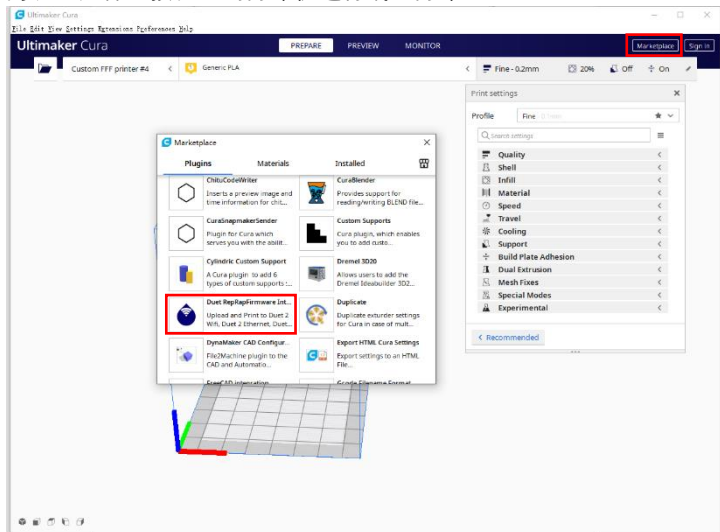 Ultimaker Cura
File Edit View Settings Extensions Preferences Help
Ultimaker Cura
PREPARE
PREVIEW
MONITOR
Marketplace
Sign in
Custom FFF printer #4
Generic PLA
Fine - 0.2mm
20%
Off
On
Print settings
Profile
Fine
Search settings
Quality
Shell
Infill
Material
Speed
Travel
Cooling
Support
Build Plate Adhesion
Dual Extrusion
Mesh Fixes
Special Modes
Experimental
Recommended
Marketplace
Plugins
Materials
Installed
ChituCodeWriter
Inserts a preview image and
time information for chit...
CuraBlender
Provides support for
reading/writing BLEND file...
CuraSnapmakerSender
Plugin for Cura which
serves you with the abilit...
Custom Supports
Cura plugin, which enables
you to add custo...
Cylindric Custom Support
A Cura plugin to add 6
types of custom supports :...
Dremel 3D20
Allows users to add the
Dremel Ideabuilder 3D2...
Duet RepRapFirmware Int...
Upload and Print to Duet 2
Wifi, Duet 2 Ethernet, Duet...
Duplicate
Duplicate exturder settings
for Cura in case of mult...
DynaMaker CAD Configur...
File2Machine plugin to the
CAD and Automatio...
Export HTML Cura Settings
Export settings to an HTML
File...
FreeCAD integration
Gcode Filename Format